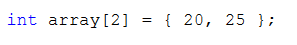 int array[2] = { 20, 25 };